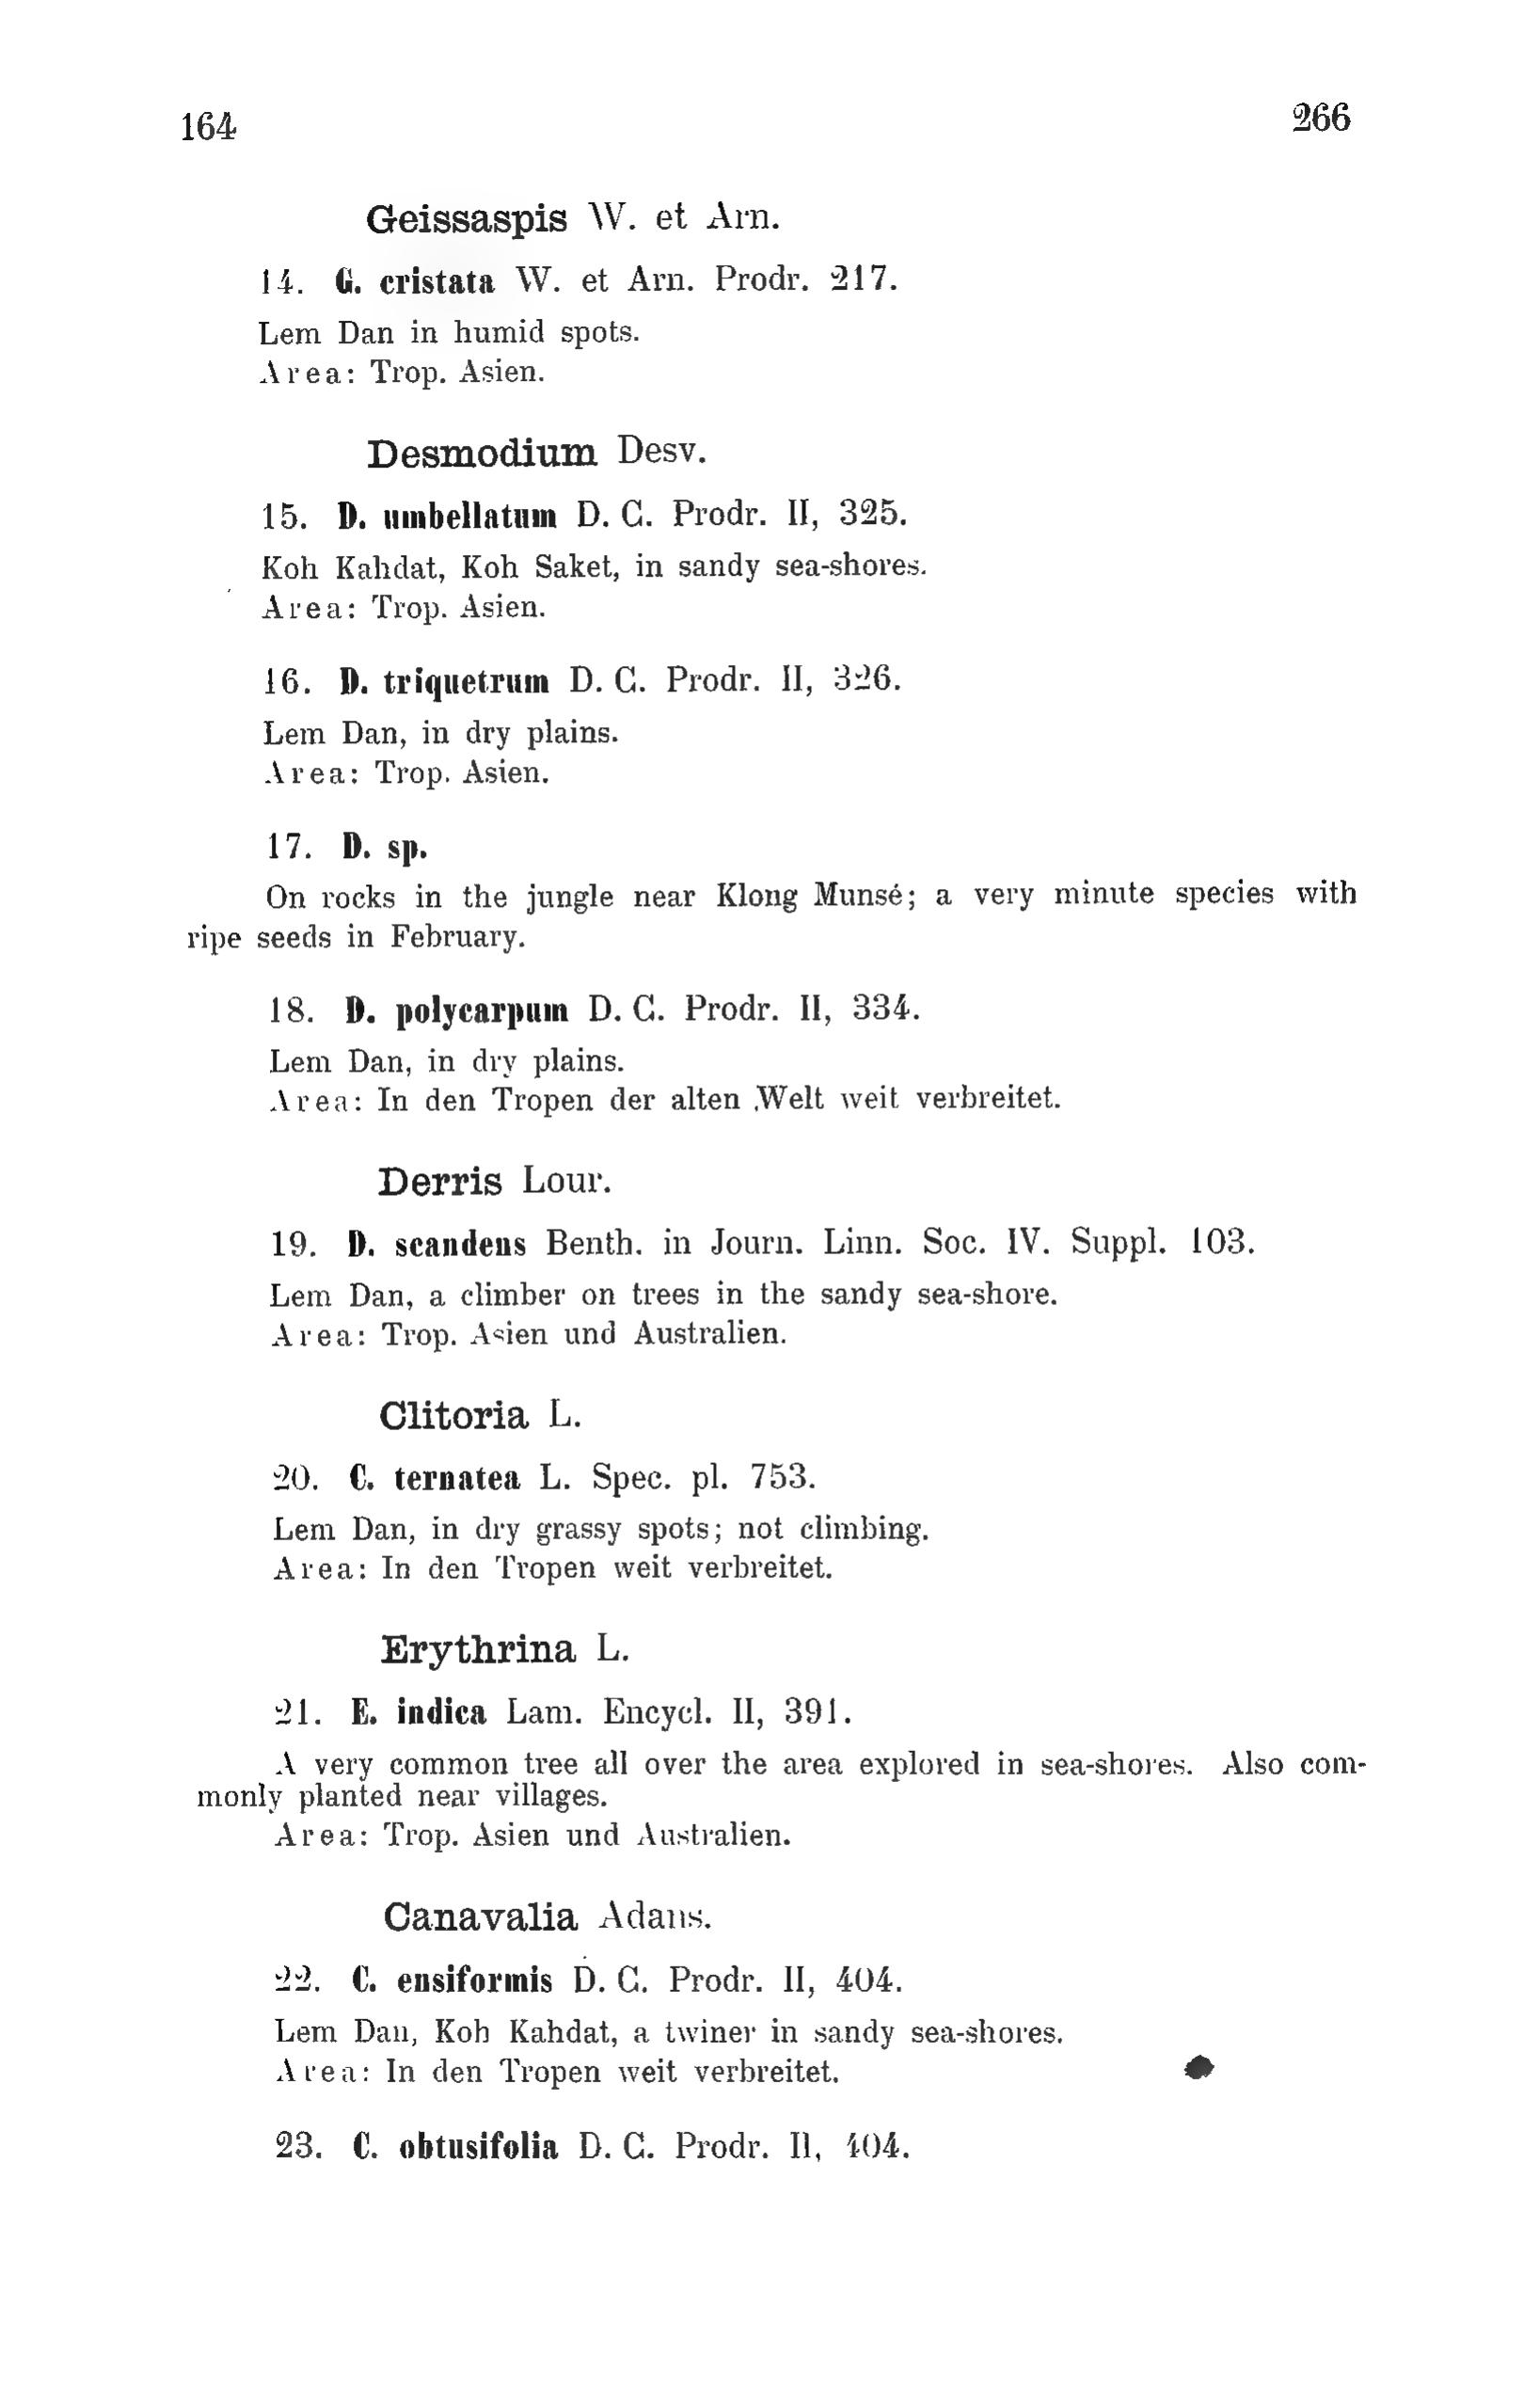 164
266
Geissaspis W. et Arn.
14. G. cristata W. et Arn. Prodr. 217.
Lem Dan in humid spots.
Area: Trop. Asien.
Desmodium Desv.
15. D. umbellatum D. C. Prodr. II, 325.
Koh Kahdat, Koh Saket, in sandy sea-shores.
Area: Trop. Asien.
16. D. triquetrum D. C. Prodr. II, 326.
Lem Dan, in dry plains.
Area: Trop. Asien.
17. D. sp.
On rocks in the jungle near Klong Munsé; a very minute species with
ripe seeds in February.
18. D. polycarpum D. C. Prodr. II, 334.
Lem Dan, in dry plains.
Area: In den Tropen der alten Welt weit verbreitet.
Derris Lour.
19. D. scandens Benth. in Journ. Linn. Soc. IV. Suppl. 103.
Lem Dan, a climber on trees in the sandy sea-shore.
Area: Trop. Asien und Australien.
Clitoria L.
20. C. ternatea L. Spec. pl. 753.
Lem Dan, in dry grassy spots; not climbing.
Area: In den Tropen weit verbreitet.
Erythrina L.
21. E. indica Lam. Encycl. II, 391.
A very common tree all over the area explored in sea-shores. Also com-
monly planted near villages.
Area: Trop. Asien und Australien.
Canavalia Adans.
22. C. ensiformis D. C. Prodr. II, 404.
Lem Dan, Koh Kahdat, a twiner in sandy sea-shores.
Area: In den Tropen weit verbreitet.
23. C. obtusifolia D. C. Prodr. II, 404.